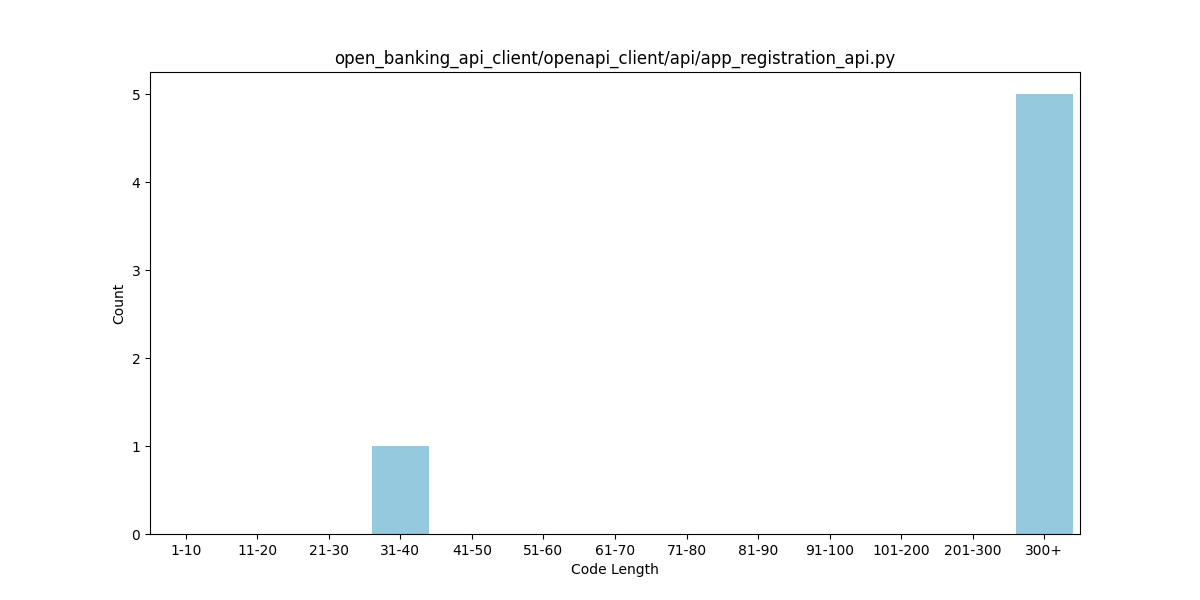 open_banking_api_client/openapi_client/api/app_registration_api.py
5
4
3
2
1
0
Count
1-10 11-20 21-30 31-40 41-50 51-60 61-70 71-80 81-90 91-100 101-200 201-300 300+
Code Length